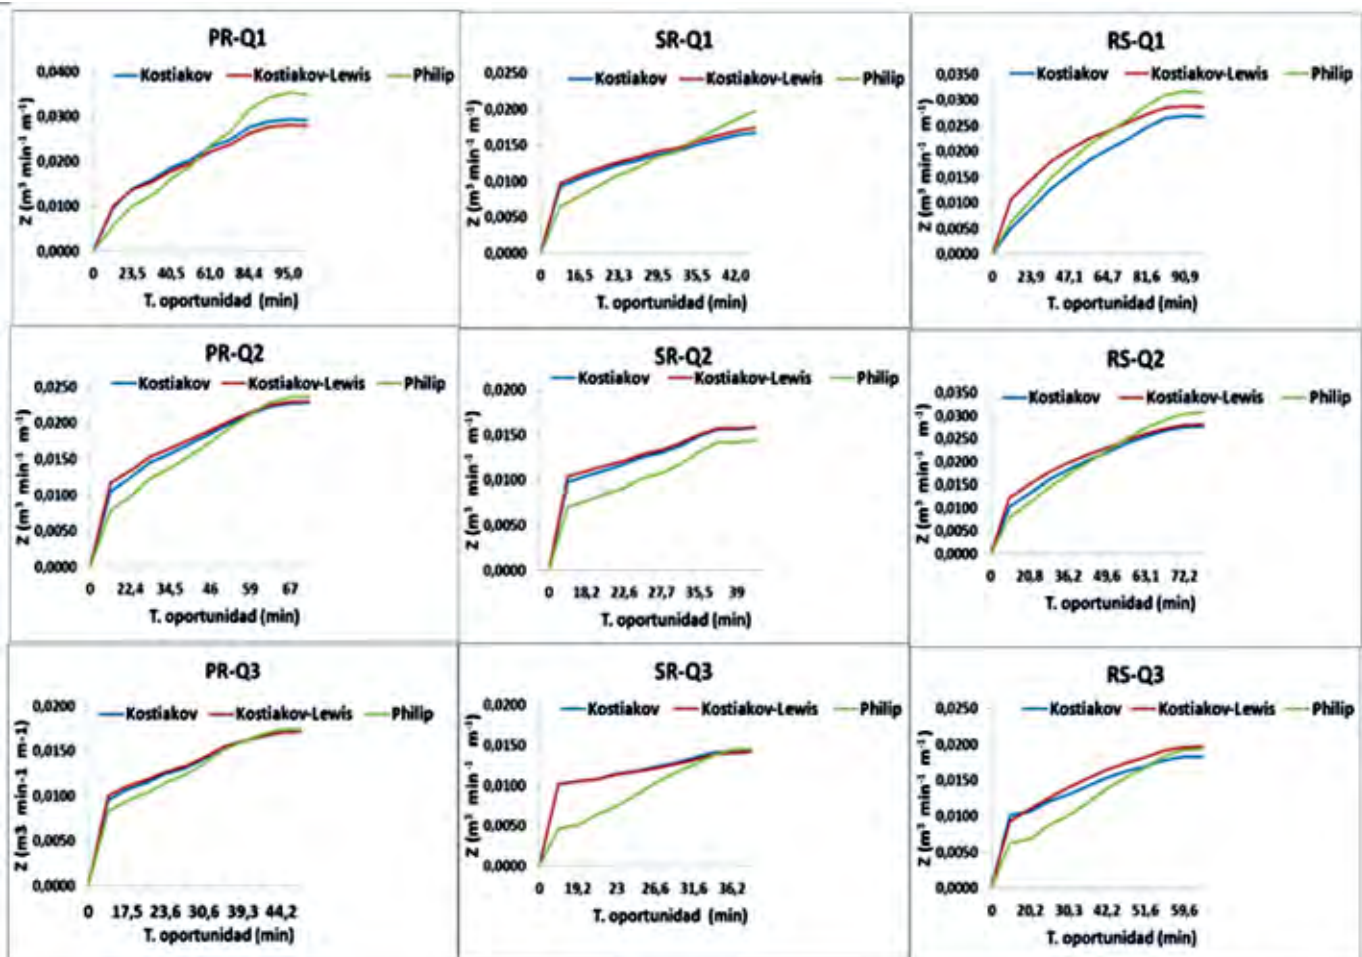 PR-Q1
Kostiakov Kostiakov-Lewis Philip
Z (m³ min⁻¹ m⁻¹)
0,0400
0,0300
0,0200
0,0100
0,0000
0 23,5 40,5 61,0 84,4 95,0
T. oportunidad (min)
SR-Q1
Kostiakov Kostiakov-Lewis Philip
Z (m³ min⁻¹ m⁻¹)
0,0250
0,0200
0,0150
0,0100
0,0050
0,0000
0 16,5 23,3 29,5 35,5 42,0
T. oportunidad (min)
RS-Q1
Kostiakov Kostiakov-Lewis Philip
Z (m³ min⁻¹ m⁻¹)
0,0350
0,0300
0,0250
0,0200
0,0150
0,0100
0,0050
0,0000
0 23,9 47,1 64,7 81,6 90,9
T. oportunidad (min)
PR-Q2
Kostiakov Kostiakov-Lewis Philip
Z (m³ min⁻¹ m⁻¹)
0,0250
0,0200
0,0150
0,0100
0,0050
0,0000
0 22,4 34,5 46 59 67
T. oportunidad (min)
SR-Q2
Kostiakov Kostiakov-Lewis Philip
Z (m³ min⁻¹ m⁻¹)
0,0200
0,0150
0,0100
0,0050
0,0000
0 18,2 22,6 27,7 35,5 39
T. oportunidad (min)
RS-Q2
Kostiakov Kostiakov-Lewis Philip
Z (m³ min⁻¹ m⁻¹)
0,0350
0,0300
0,0250
0,0200
0,0150
0,0100
0,0050
0,0000
0 20,8 36,2 49,6 63,1 72,2
T. oportunidad (min)
PR-Q3
Kostiakov Kostiakov-Lewis Philip
Z (m3 min-1 m-1)
0,0200
0,0150
0,0100
0,0050
0,0000
0 17,5 23,6 30,6 39,3 44,2
T. oportunidad (min)
SR-Q3
Kostiakov Kostiakov-Lewis Philip
Z (m³ min⁻¹ m⁻¹)
0,0200
0,0150
0,0100
0,0050
0,0000
0 19,2 23 26,6 31,6 36,2
T. oportunidad (min)
RS-Q3
Kostiakov Kostiakov-Lewis Philip
Z (m³ min⁻¹ m⁻¹)
0,0250
0,0200
0,0150
0,0100
0,0050
0,0000
0 20,2 30,3 42,2 51,6 59,6
T. oportunidad (min)